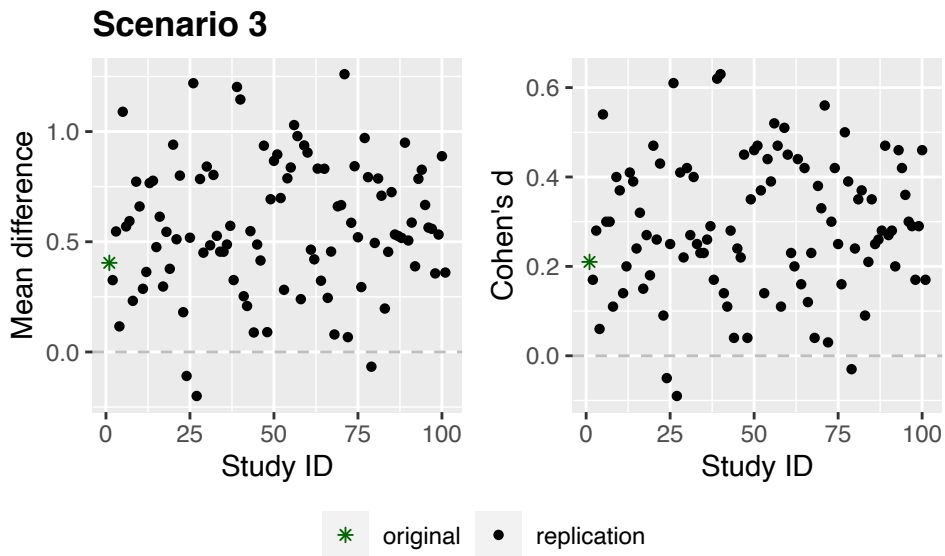 Scenario 3
Mean difference
1.0
0.5
0.0
0 25 50 75 100
Study ID
Cohen's d
0.6
0.4
0.2
0.0
0 25 50 75 100
Study ID
original replication